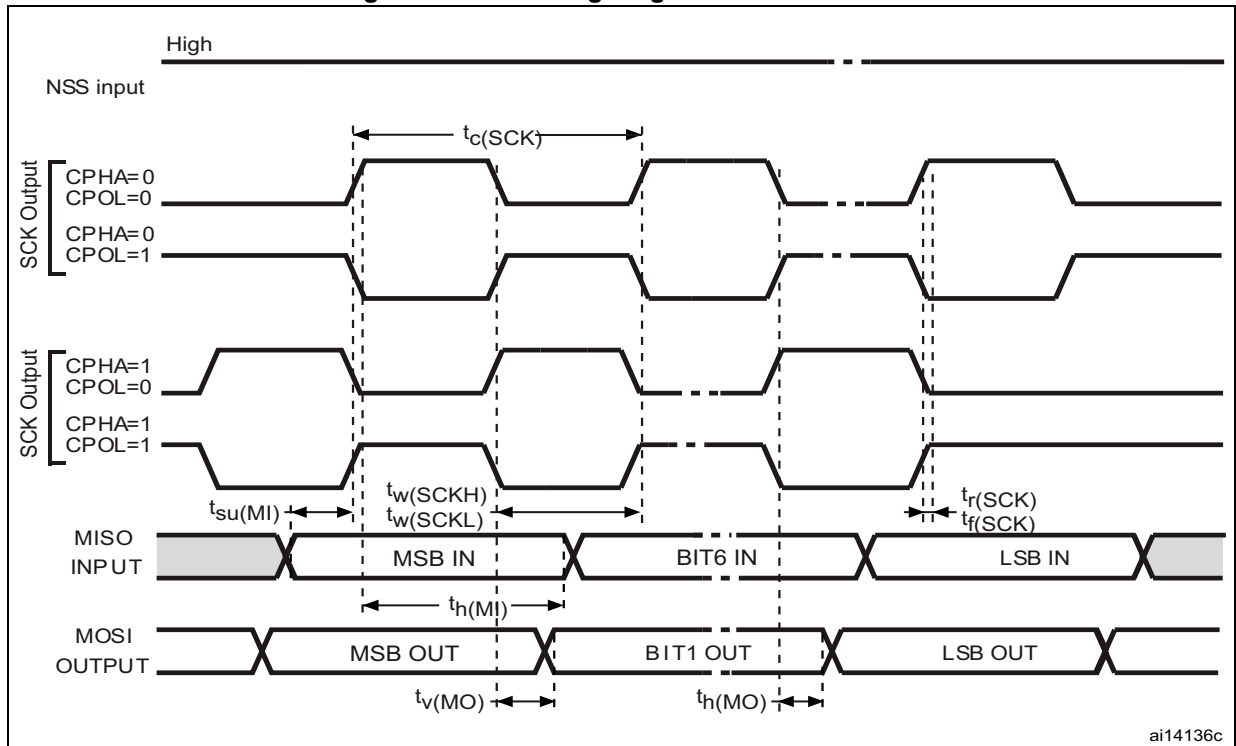 High
NSS input
tc(SCK)
SCK Output
CPHA=0
CPOL=0
CPHA=0
CPOL=1
SCK Output
CPHA=1
CPOL=0
CPHA=1
CPOL=1
tsu(MI)
tw(SCKH)
tw(SCKL)
tr(SCK)
tf(SCK)
MISO
INPUT
MSB IN
BIT6 IN
LSB IN
th(MI)
MOSI
OUTPUT
MSB OUT
BIT1 OUT
LSB OUT
tv(MO)
th(MO)
ai14136c